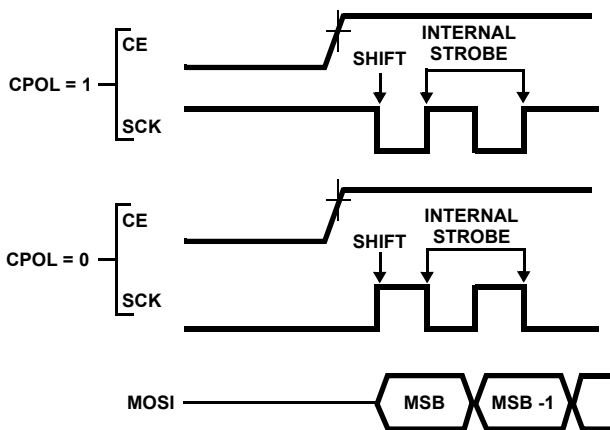 CE
INTERNAL
STROBE
SHIFT
CPOL = 1
SCK
CE
INTERNAL
STROBE
SHIFT
CPOL = 0
SCK
MOSI
MSB
MSB -1